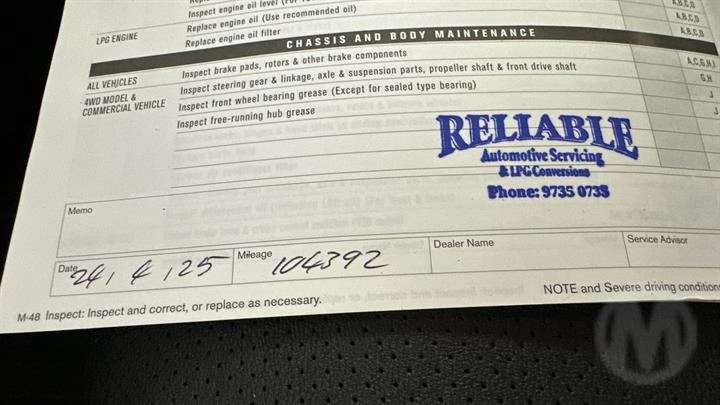 Inspect engine oil level
LPG ENGINE
Replace engine oil (Use recommended oil)
A,B,C,D
Replace engine oil filter
A,B,C,D
CHASSIS AND BODY MAINTENANCE
ALL VEHICLES
Inspect brake pads, rotors & other brake components
A,C,G,H,I
4WD MODEL &
COMMERCIAL VEHICLE
Inspect steering gear & linkage, axle & suspension parts, propeller shaft & front drive shaft
G,H
Inspect front wheel bearing grease (Except for sealed type bearing)
J
Inspect free-running hub grease
J
RELIABLE
Automotive Servicing
& LPG Conversions
Phone: 9735 0738
Memo
Date 24, 4, 25
Mileage 104392
Dealer Name
Service Advisor
M-48 Inspect: Inspect and correct, or replace as necessary.
NOTE and Severe driving condition
M